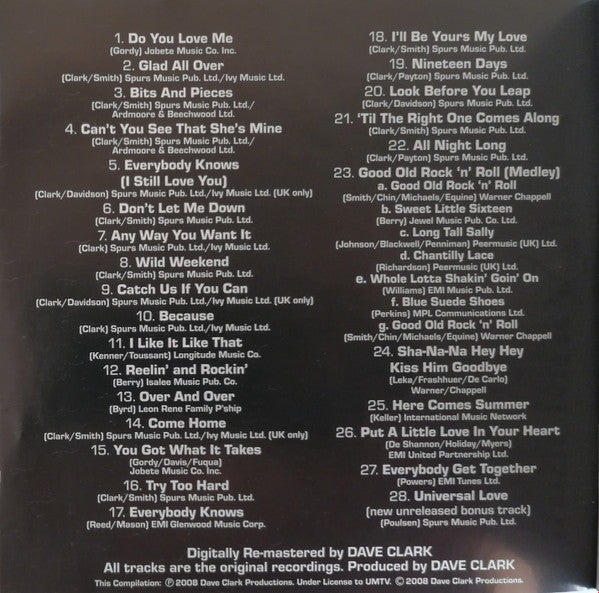 1. Do You Love Me
(Gordy) Jobete Music Co. Inc.
2. Glad All Over
(Clark/Smith) Spurs Music Pub. Ltd./Ivy Music Ltd.
3. Bits And Pieces
(Clark/Smith) Spurs Music Pub. Ltd./
Ardmoore & Beechwood Ltd.
4. Can't You See That She's Mine
(Clark/Smith) Spurs Music Pub. Ltd./
Ardmoore & Beechwood Ltd.
5. Everybody Knows
(I Still Love You)
(Clark/Davidson) Spurs Music Pub. Ltd./Ivy Music Ltd. (UK only)
6. Don't Let Me Down
(Clark/Smith) Spurs Music Pub. Ltd.
7. Any Way You Want It
(Clark) Spurs Music Pub. Ltd./Ivy Music Ltd.
8. Wild Weekend
(Clark/Smith) Spurs Music Pub. Ltd.
9. Catch Us If You Can
(Clark/Davidson) Spurs Music Pub. Ltd./Ivy Music Ltd. (UK only)
10. Because
(Clark) Spurs Music Pub. Ltd./Ivy Music Ltd.
11. I Like It Like That
(Kenner/Toussant) Longitude Music Co.
12. Reelin' and Rockin'
(Berry) Isalee Music Pub. Co.
13. Over And Over
(Byrd) Leon Rene Family P'ship
14. Come Home
(Clark/Smith) Spurs Music Pub. Ltd./Ivy Music Ltd. (UK only)
15. You Got What It Takes
(Gordy/Davis/Fuqua)
Jobete Music Co. Inc.
16. Try Too Hard
(Clark/Smith) Spurs Music Pub. Ltd.
17. Everybody Knows
(Reed/Mason) EMI Glenwood Music Corp.
18. I'll Be Yours My Love
(Clark/Smith) Spurs Music Pub. Ltd.
19. Nineteen Days
(Clark/Payton) Spurs Music Pub. Ltd.
20. Look Before You Leap
(Clark/Davidson) Spurs Music Pub. Ltd.
21. 'Til The Right One Comes Along
(Clark/Smith) Spurs Music Pub. Ltd.
22. All Night Long
(Clark/Payton) Spurs Music Pub. Ltd.
23. Good Old Rock 'n' Roll (Medley)
a. Good Old Rock 'n' Roll
(Smith/Chin/Michaels/Equine) Warner Chappell
b. Sweet Little Sixteen
(Berry) Jewel Music Pub. Co. Ltd.
c. Long Tall Sally
(Johnson/Blackwell/Penniman) Peermusic (UK) Ltd.
d. Chantilly Lace
(Richardson) Peermusic (UK) Ltd.
e. Whole Lotta Shakin' Goin' On
(Williams) EMI Music Pub. Ltd.
f. Blue Suede Shoes
(Perkins) MPL Communications Ltd.
g. Good Old Rock 'n' Roll
(Smith/Chin/Michaels/Equine) Warner Chappell
24. Sha-Na-Na Hey Hey
Kiss Him Goodbye
(Leka/Frashhuer/De Carlo)
Warner/Chappell
25. Here Comes Summer
(Keller) International Music Network
26. Put A Little Love In Your Heart
(De Shannon/Holiday/Myers)
EMI United Partnership Ltd.
27. Everybody Get Together
(Powers) EMI Tunes Ltd.
28. Universal Love
(new unreleased bonus track)
(Poulsen) Spurs Music Pub. Ltd.
Digitally Re-mastered by DAVE CLARK
All tracks are the original recordings. Produced by DAVE CLARK
This Compilation: ℗ 2008 Dave Clark Productions. Under License to UMTV. © 2008 Dave Clark Productions.